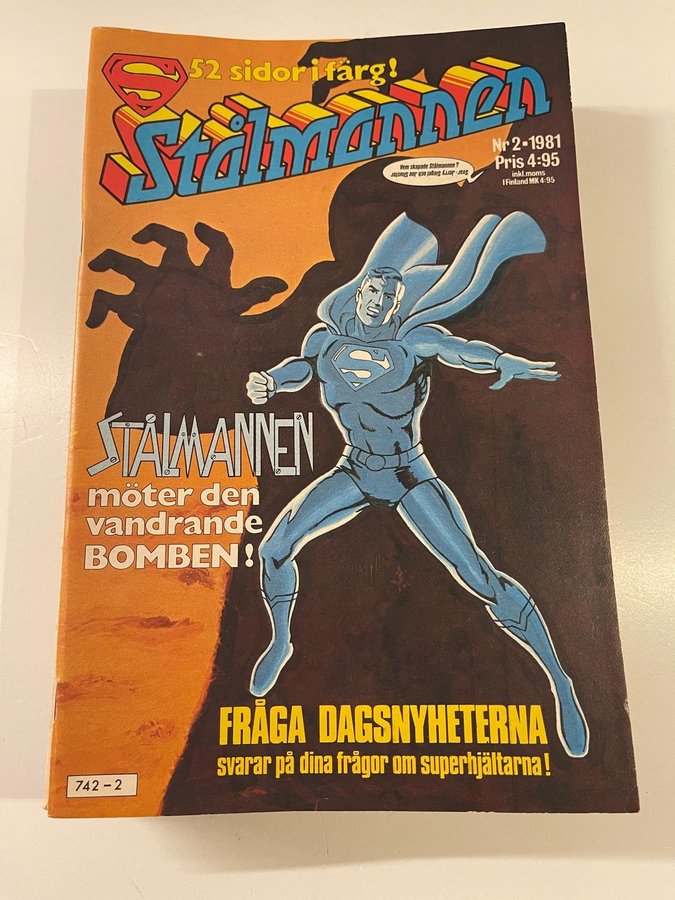 52 sidor i färg!
S
Stålmannen
Nr 2▪1981
Pris 4▪95
inkl.moms
I Finland MK 4:95
Vem skapade Stålmannen?
Svar - Jerry Siegel och Joe Shuster
S
STÅLMANNEN
möter den
vandrande
BOMBEN!
FRÅGA DAGSNYHETERNA
svarar på dina frågor om superhjältarna!
742-2